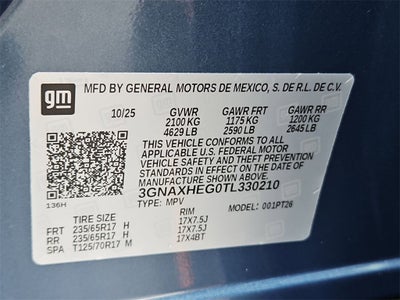 gm
MFD BY GENERAL MOTORS DE MEXICO, S. DE R.L. DE C.V.
10/25 GVWR GAWR FRT GAWR RR
2100 KG 1175 KG 1200 KG
4629 LB 2590 LB 2645 LB
THIS VEHICLE CONFORMS TO ALL APPLICABLE
U.S. FEDERAL MOTOR
VEHICLE SAFETY AND THEFT PREVENTION
STANDARDS IN EFFECT ON THE DATE OF
MANUFACTURE SHOWN ABOVE.
3GNAXHEG0TL330210
136H TYPE: MPV MODEL: 001PT26
TIRE SIZE RIM
FRT 235/65R17 H 17X7.5J
RR 235/65R17 H 17X7.5J
SPA T125/70R17 M 17X4BT